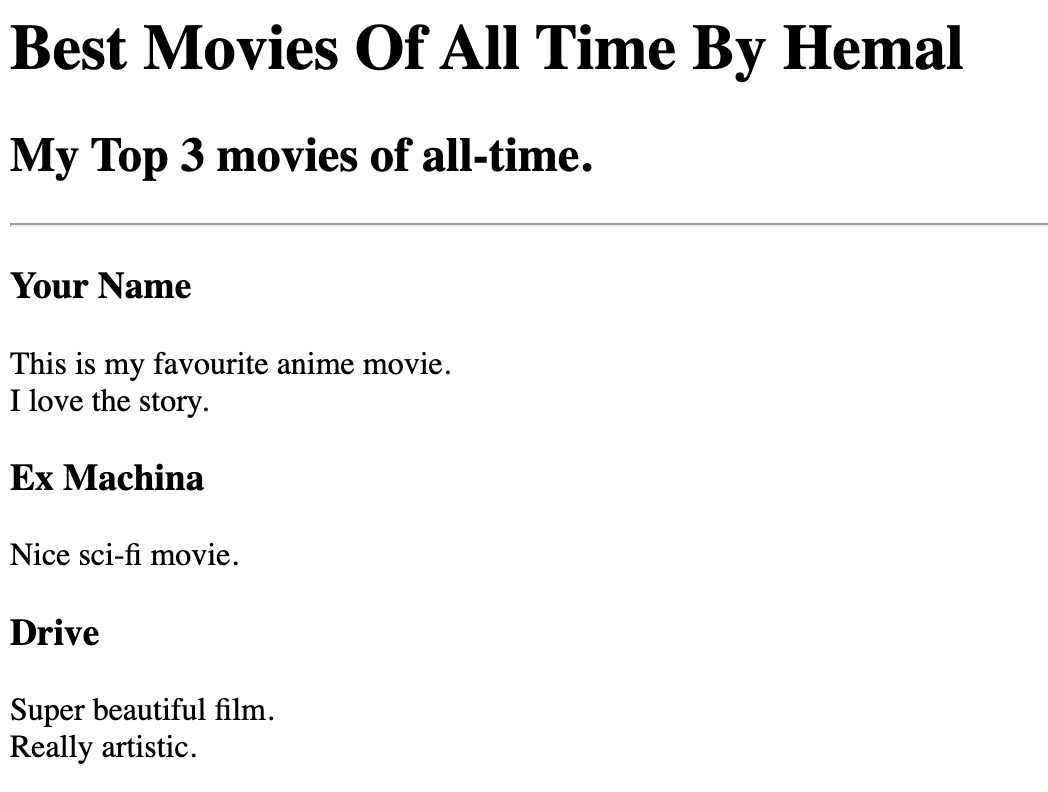 Best Movies Of All Time By Hemal
My Top 3 movies of all-time.
Your Name
This is my favourite anime movie.
I love the story.
Ex Machina
Nice sci-fi movie.
Drive
Super beautiful film.
Really artistic.